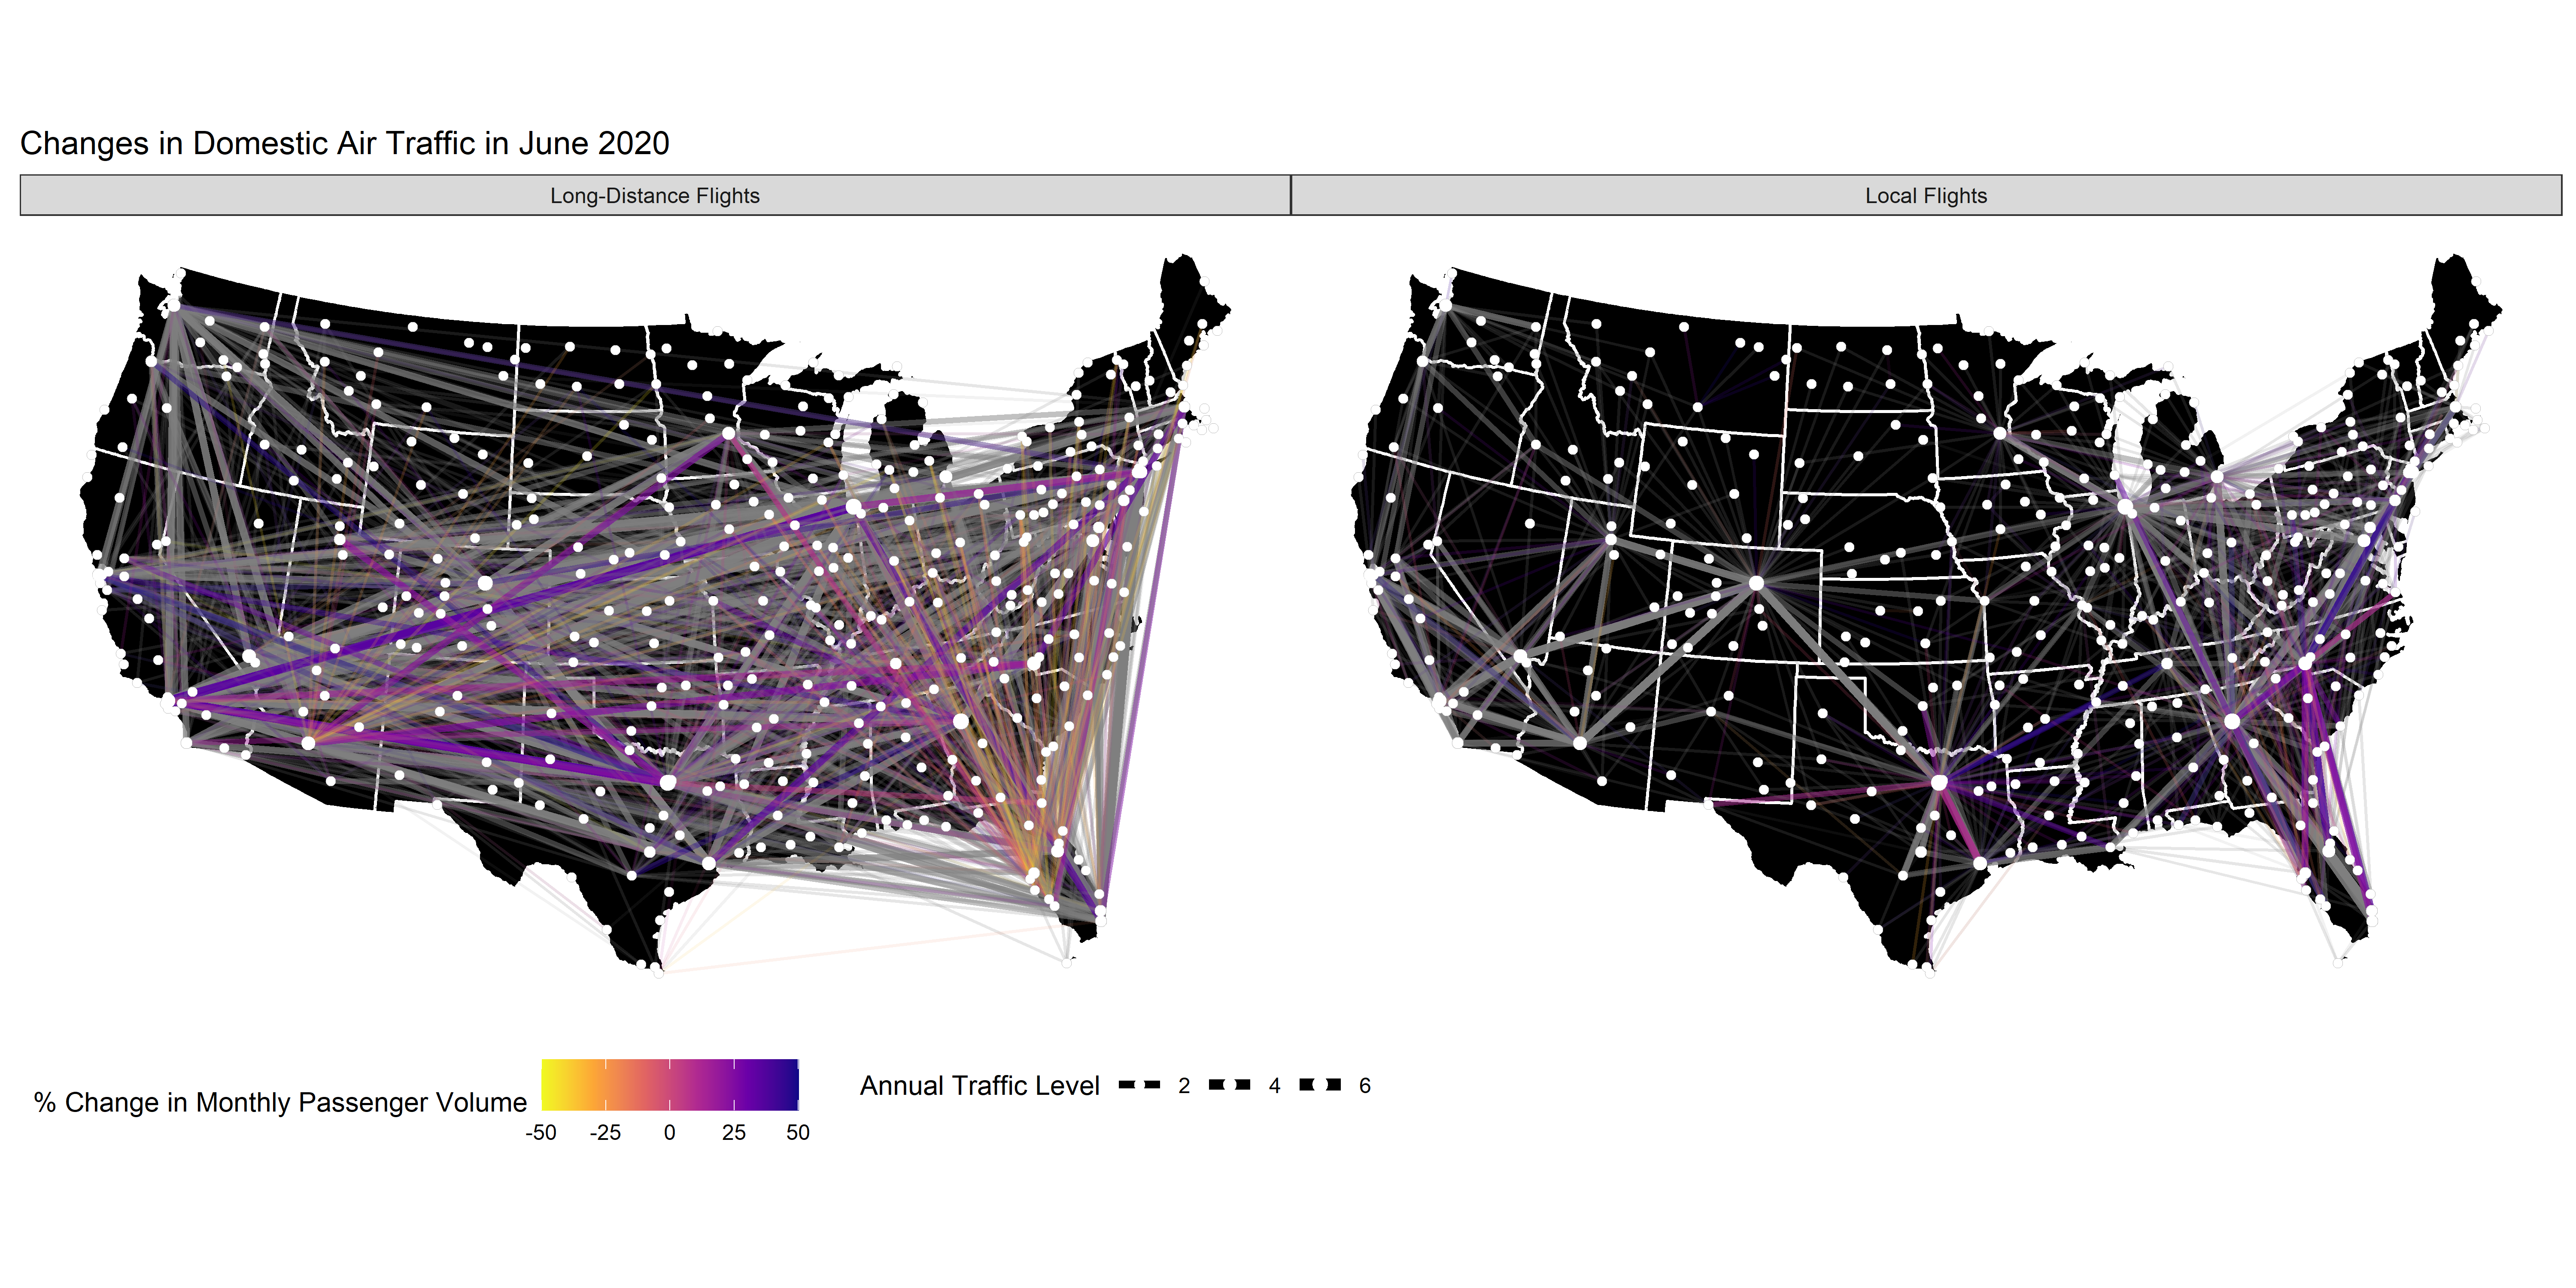 Changes in Domestic Air Traffic in June 2020
Long-Distance Flights
Local Flights
% Change in Monthly Passenger Volume
-50 -25 0 25 50
Annual Traffic Level 2 4 6